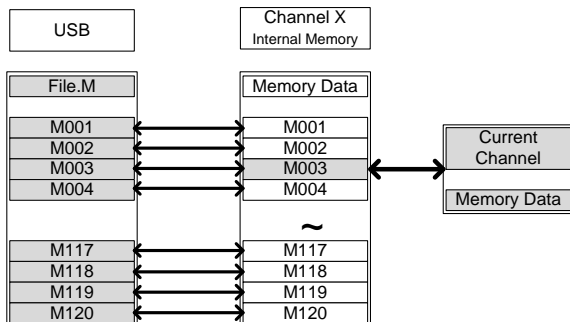 USB
Channel X
Internal Memory
File.M
Memory Data
M001
M001
M002
M002
M003
M003
M004
M004
Current
Channel
Memory Data
~
M117
M117
M118
M118
M119
M119
M120
M120